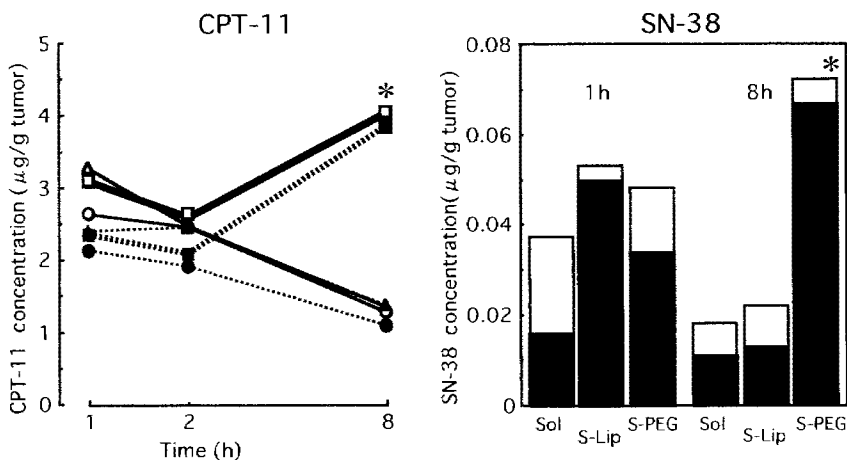 CPT-11
CPT-11 concentration (μg/g tumor)
5
4
3
2
1
0
*
1 2 8
Time (h)
SN-38
SN-38 concentration(μg/g tumor)
0.08
0.06
0.04
0.02
0
1h 8h
*
Sol S-Lip S-PEG Sol S-Lip S-PEG